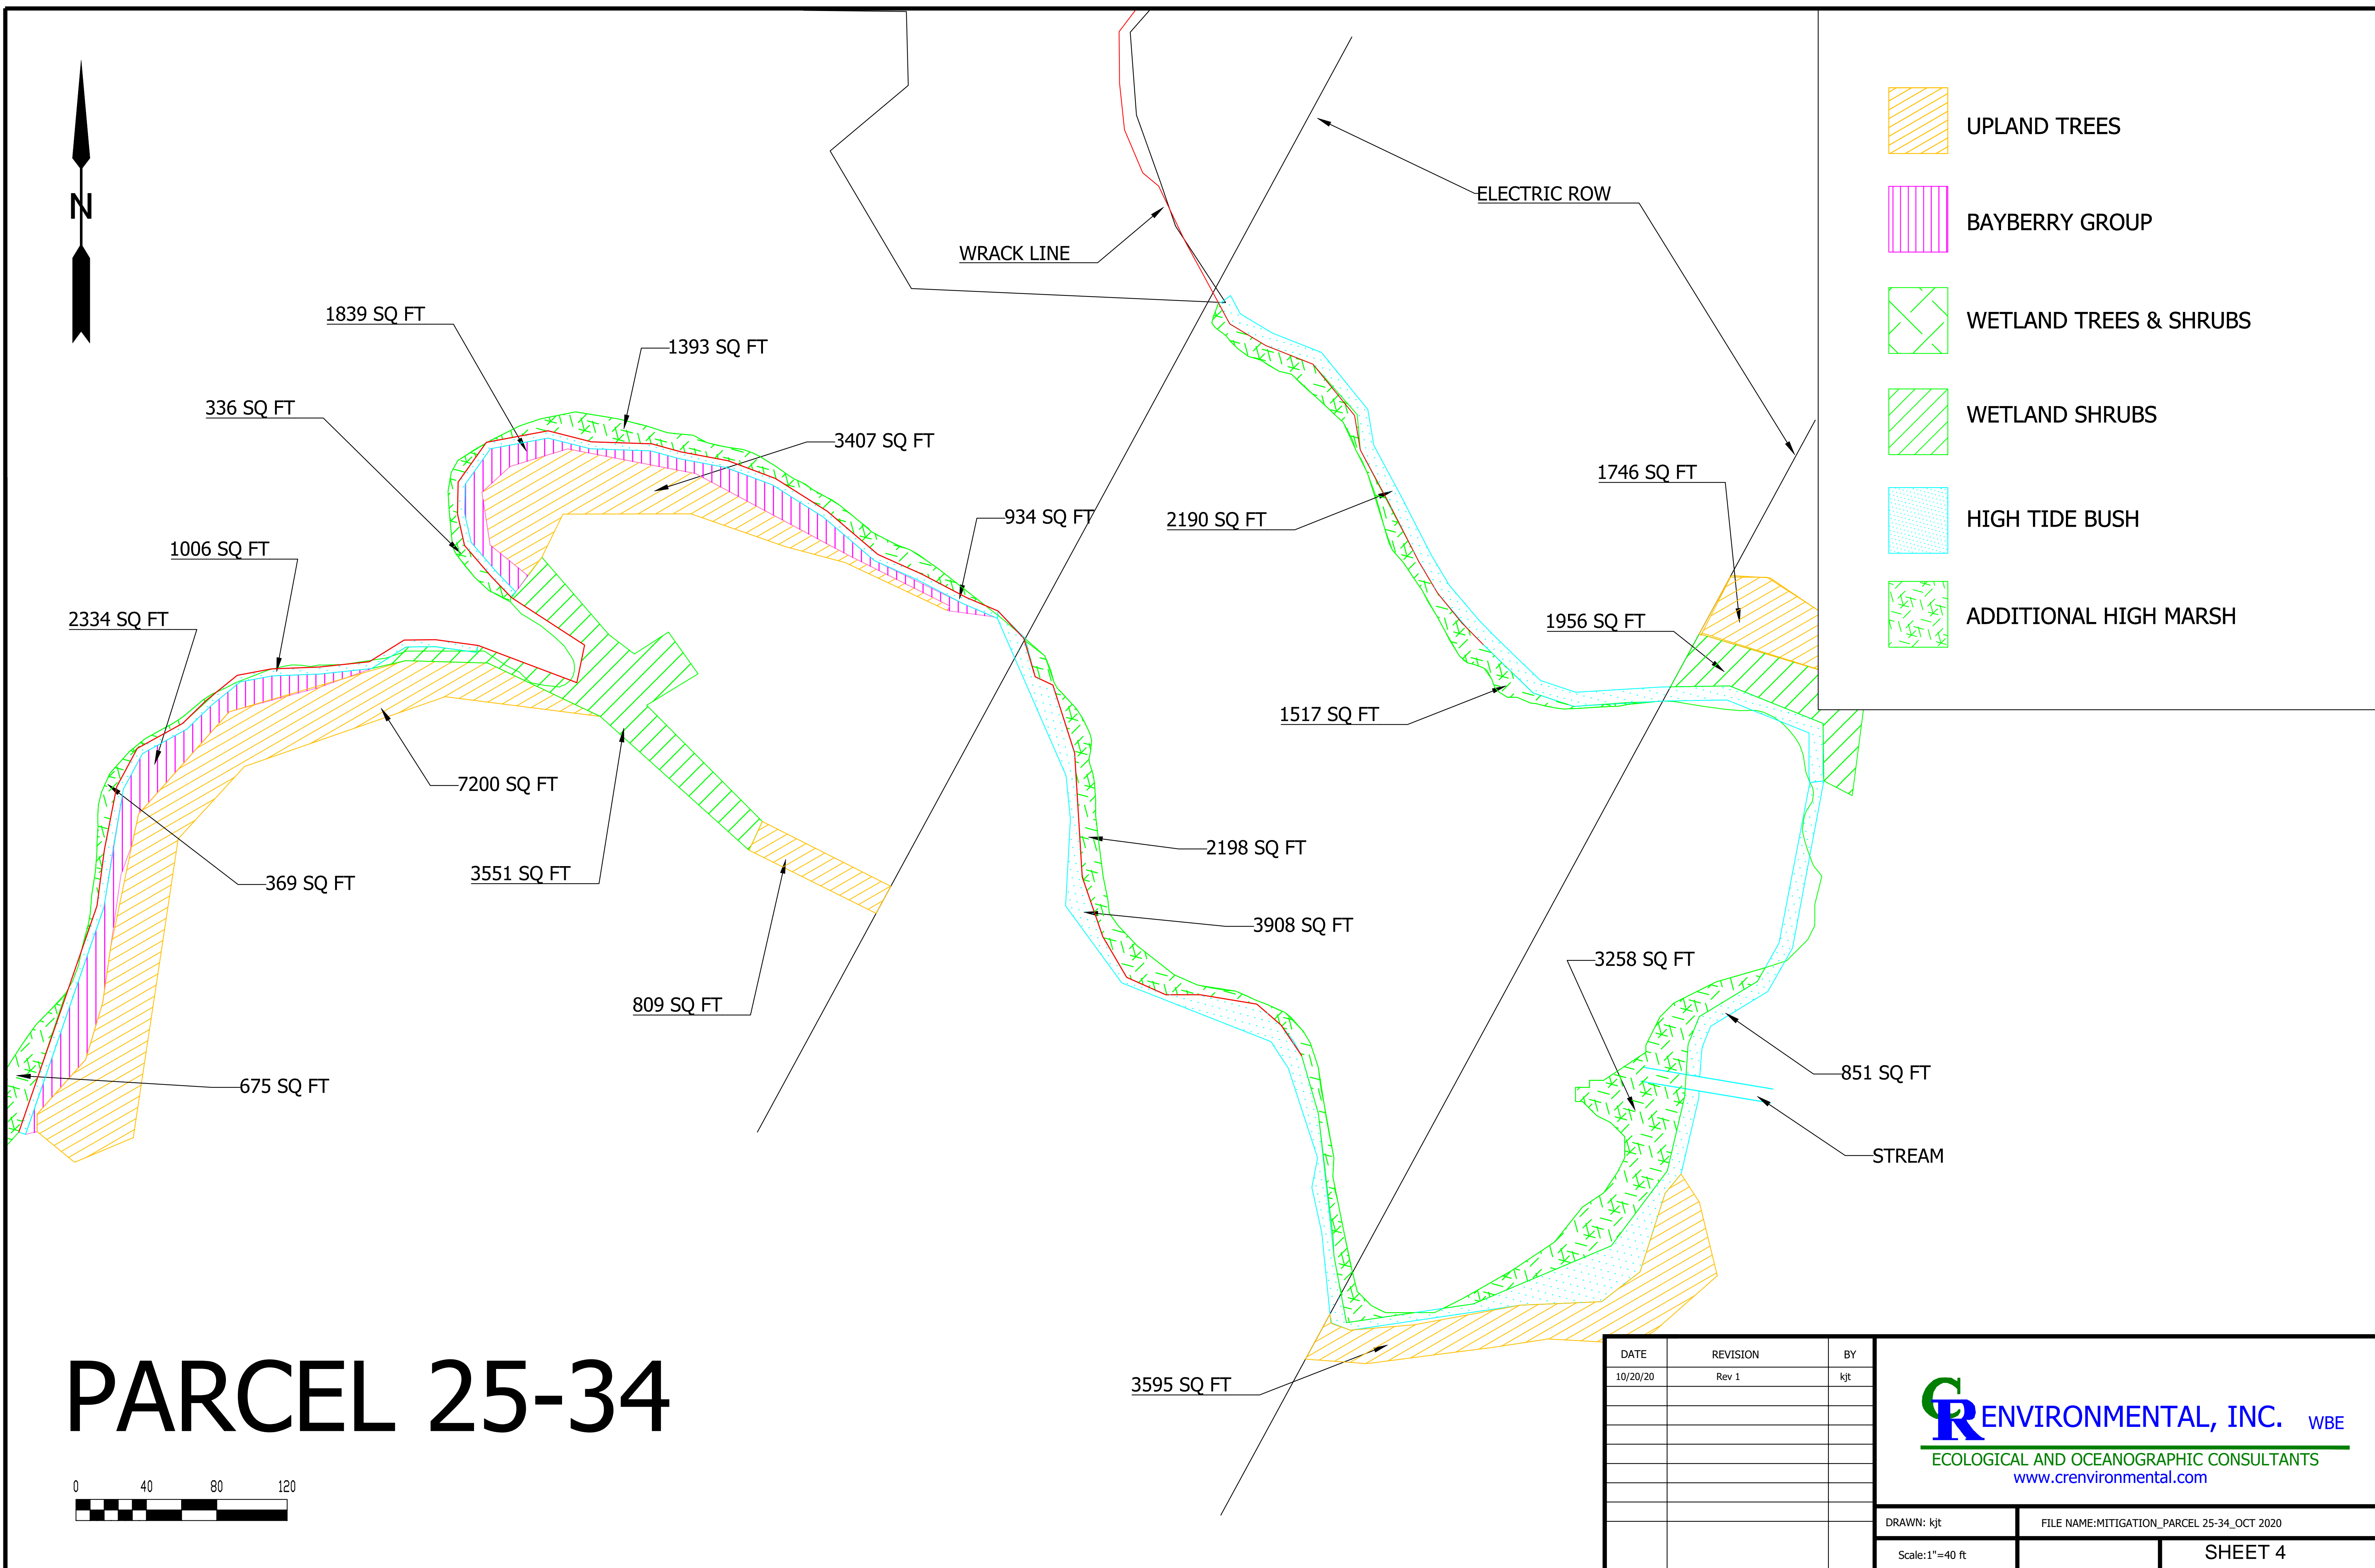 UPLAND TREES
BAYBERRY GROUP
WETLAND TREES & SHRUBS
WETLAND SHRUBS
HIGH TIDE BUSH
ADDITIONAL HIGH MARSH
N
ELECTRIC ROW
WRACK LINE
1839 SQ FT
1393 SQ FT
336 SQ FT
3407 SQ FT
1746 SQ FT
934 SQ FT
2190 SQ FT
1006 SQ FT
2334 SQ FT
1956 SQ FT
1517 SQ FT
7200 SQ FT
2198 SQ FT
3551 SQ FT
369 SQ FT
3908 SQ FT
3258 SQ FT
809 SQ FT
851 SQ FT
675 SQ FT
STREAM
3595 SQ FT
PARCEL 25-34
0 40 80 120
DATE REVISION BY
10/20/20 Rev 1 kjt
CR ENVIRONMENTAL, INC. WBE
ECOLOGICAL AND OCEANOGRAPHIC CONSULTANTS
www.crenvironmental.com
DRAWN: kjt FILE NAME:MITIGATION_PARCEL 25-34_OCT 2020
Scale:1"=40 ft SHEET 4